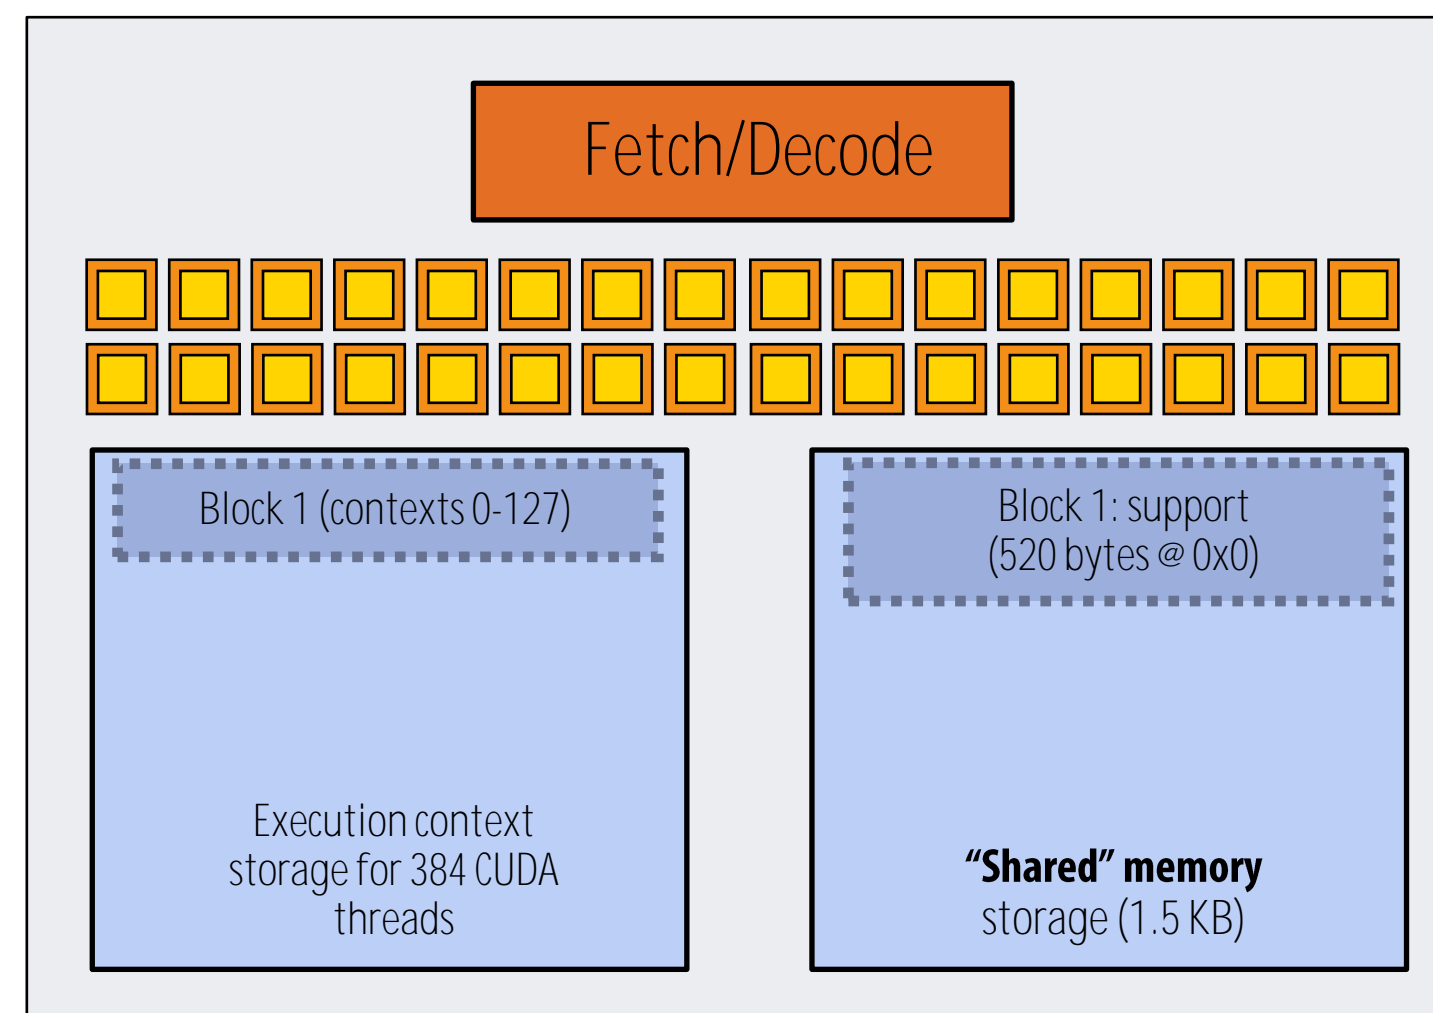 Fetch/Decode
Block 1 (contexts 0-127)
Block 1: support
(520 bytes @ 0x0)
Execution context
storage for 384 CUDA
threads
“Shared” memory
storage (1.5 KB)